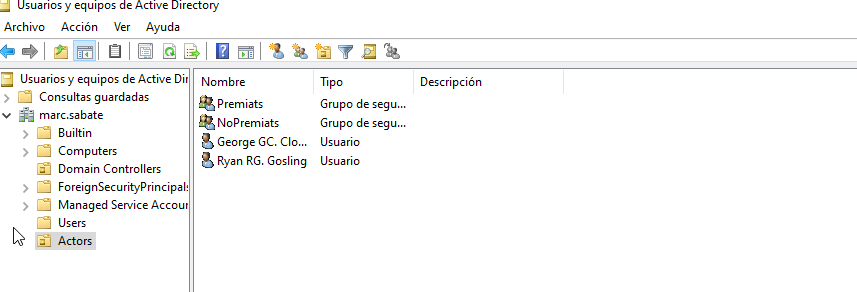 Usuarios y equipos de Active Directory
Archivo Acción Ver Ayuda
Usuarios y equipos de Active Dir
Consultas guardadas
marc.sabate
Builtin
Computers
Domain Controllers
ForeignSecurityPrincipals
Managed Service Accour
Users
Actors
Nombre Tipo Descripción
Premiats Grupo de segu...
NoPremiats Grupo de segu...
George GC. Clo... Usuario
Ryan RG. Gosling Usuario